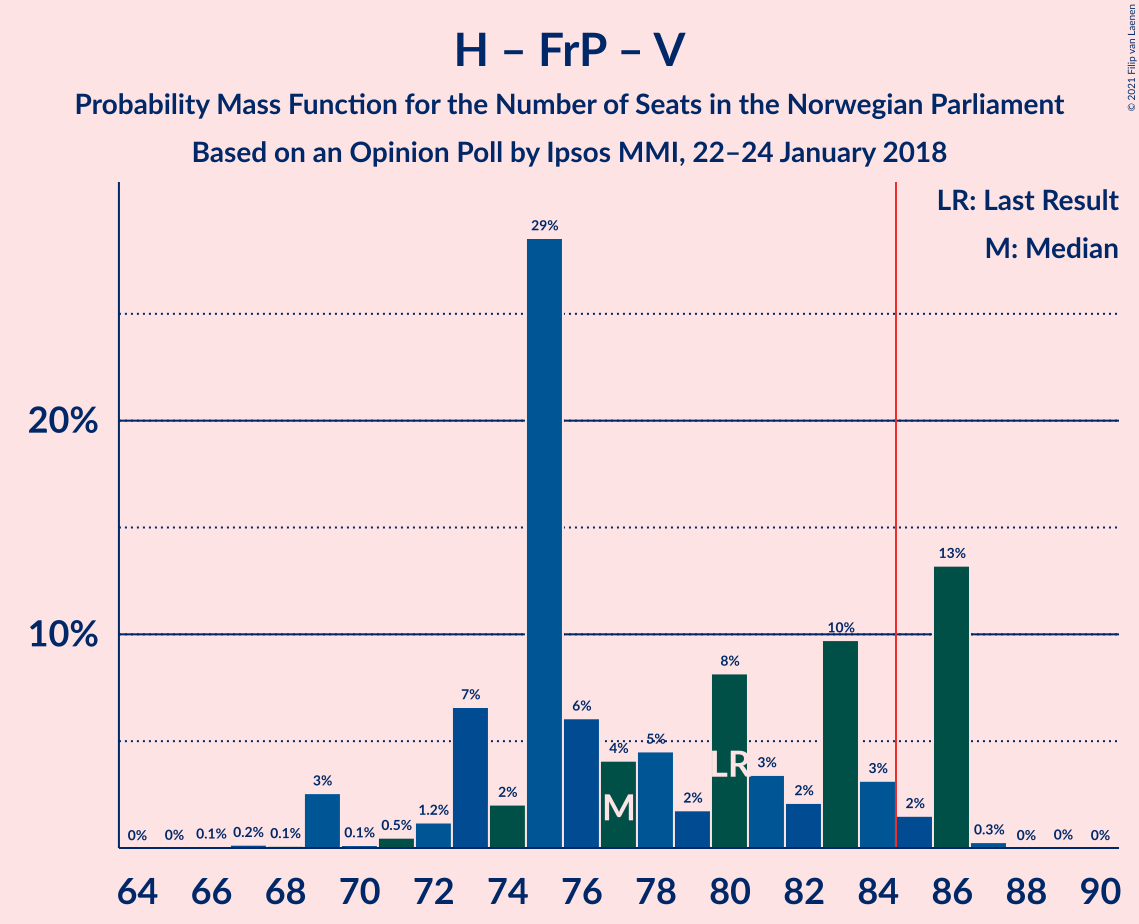 H – FrP – V
Probability Mass Function for the Number of Seats in the Norwegian Parliament
Based on an Opinion Poll by Ipsos MMI, 22–24 January 2018
© 2021 Filip van Laenen
LR: Last Result
M: Median
20%
10%
0% 0% 0.1% 0.2% 0.1% 3% 0.1% 0.5% 1.2% 7% 2% 29% 6% 4% 5% 2% 8% 3% 2% 10% 3% 2% 13% 0.3% 0% 0% 0%
M LR
64 66 68 70 72 74 76 78 80 82 84 86 88 90